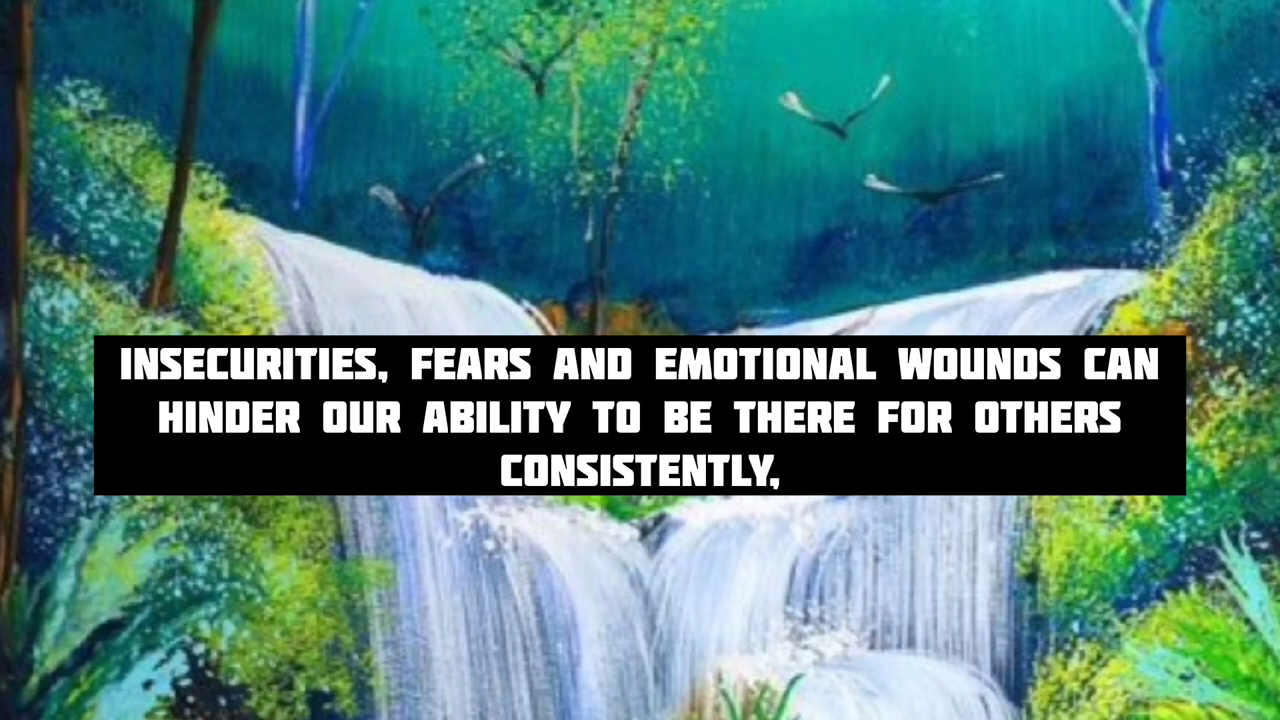 INSECURITIES, FEARS AND EMOTIONAL WOUNDS CAN
HINDER OUR ABILITY TO BE THERE FOR OTHERS
CONSISTENTLY,